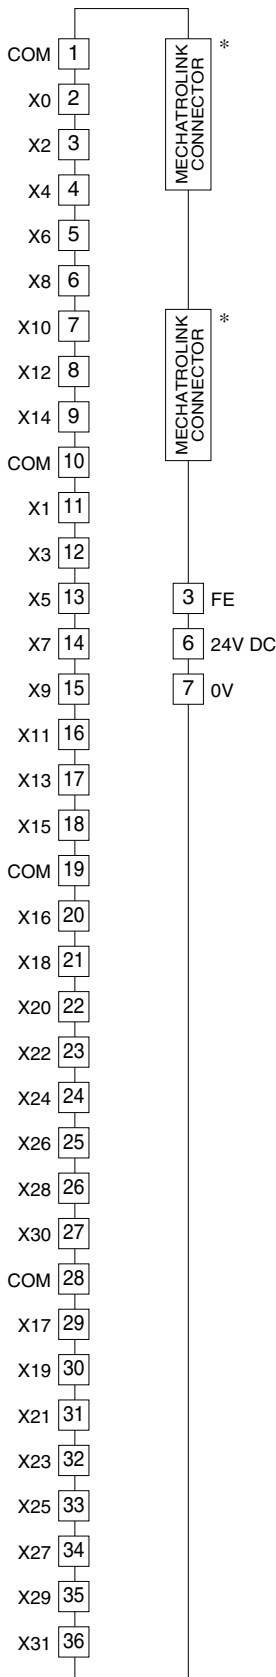 COM 1
X0 2
X2 3
X4 4
X6 5
X8 6
X10 7
X12 8
X14 9
COM 10
X1 11
X3 12
X5 13
X7 14
X9 15
X11 16
X13 17
X15 18
COM 19
X16 20
X18 21
X20 22
X22 23
X24 24
X26 25
X28 26
X30 27
COM 28
X17 29
X19 30
X21 31
X23 32
X25 33
X27 34
X29 35
X31 36
MECHATROLINK
CONNECTOR
*
MECHATROLINK
CONNECTOR
*
3 FE
6 24V DC
7 0V